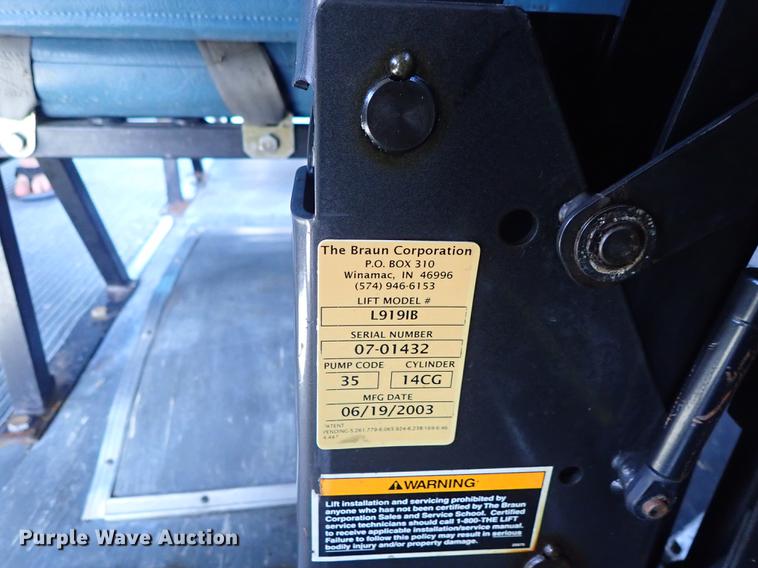 The Braun Corporation
P.O. BOX 310
Winamac, IN 46996
(574) 946-6153
LIFT MODEL #
L919IB
SERIAL NUMBER
07-01432
PUMP CODE CYLINDER
35 14CG
MFG DATE
06/19/2003
PATENT
WARNING
Lift installation and servicing prohibited by
anyone who has not been certified by The Braun
Corporation Sales and Service School. Certified
service technicians should call 1-800-THE LIFT
to receive applicable installation/service manual.
Failure to follow this policy may result in serious
bodily injury and/or property damage.
Purple Wave Auction